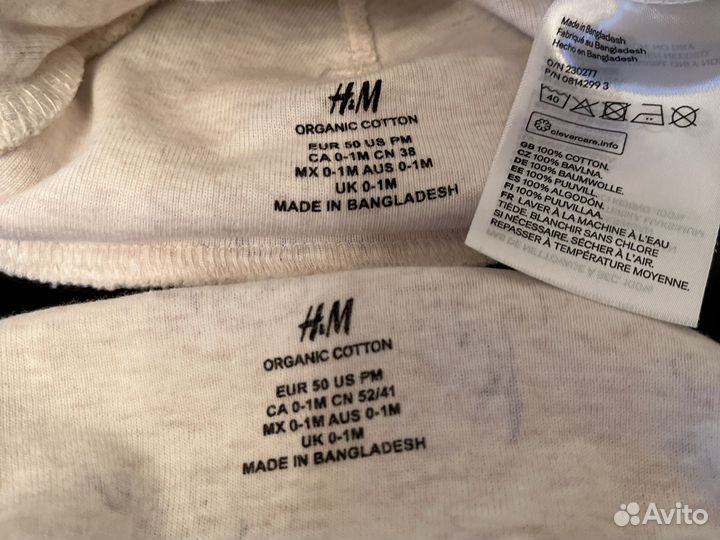 H&M
ORGANIC COTTON
EUR 50 US PM
CA 0-1M CN 38
MX 0-1M AUS 0-1M
UK 0-1M
MADE IN BANGLADESH
Made in Bangladesh
Fabriqué au Bangladesh
Hecho en Bangladesh
O/N 230277
P/N 0814299 3
40
clevercare.info
GB 100% COTTON.
CZ 100% BAVLNA.
DE 100% BAUMWOLLE.
EE 100% PUUVILL.
ES 100% ALGODÓN.
FI 100% PUUVILLAA.
FR LAVER À LA MACHINE À L'EAU
TIÈDE. BLANCHIR SANS CHLORE
SI NÉCESSAIRE. SÉCHER À L'AIR.
REPASSER À TEMPÉRATURE MOYENNE.
H&M
ORGANIC COTTON
EUR 50 US PM
CA 0-1M CN 52/41
MX 0-1M AUS 0-1M
UK 0-1M
MADE IN BANGLADESH
Avito